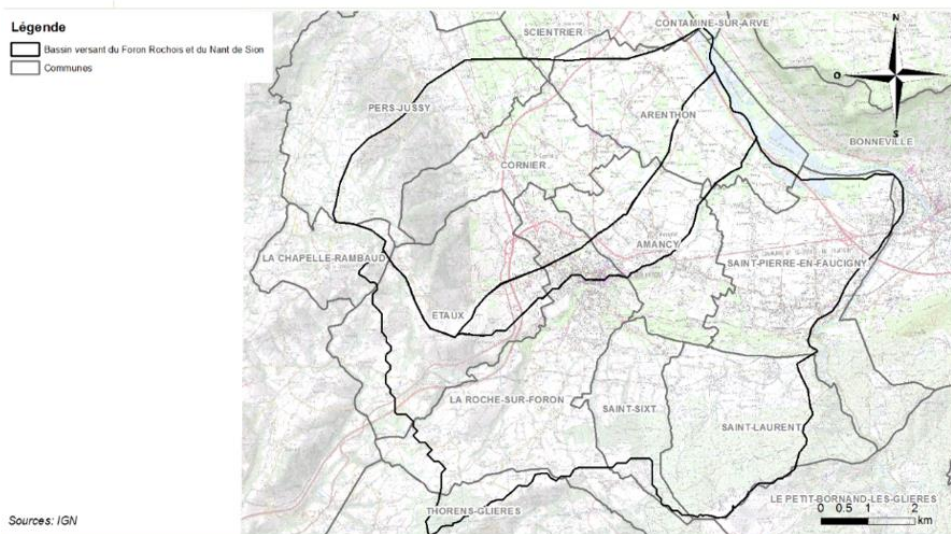 Légende
Bassin versant du Foron Rochois et du Nant de Sion
Communes
CONTAMINE-SUR-ARVE
SCIENTRIER
N
O
E
S
PERS-JUSSY
ARENTHON
BONNEVILLE
CORNIER
AMANCY
LA CHAPELLE-RAMBAUD
SAINT-PIERRE-EN-FAUCIGNY
ETAUX
LA ROCHE-SUR-FORON
SAINT-SIXT
SAINT-LAURENT
LE PETIT-BORNAND-LES-GLIERES
THORENS-GLIERES
0 0.5 1 2
km
Sources: IGN